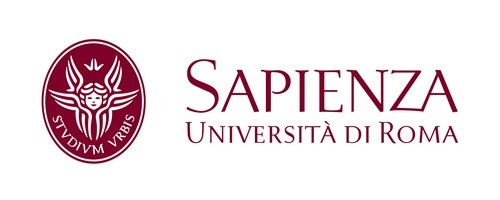 SAPIENZA
UNIVERSITÀ DI ROMA
STVDIVM VRBIS